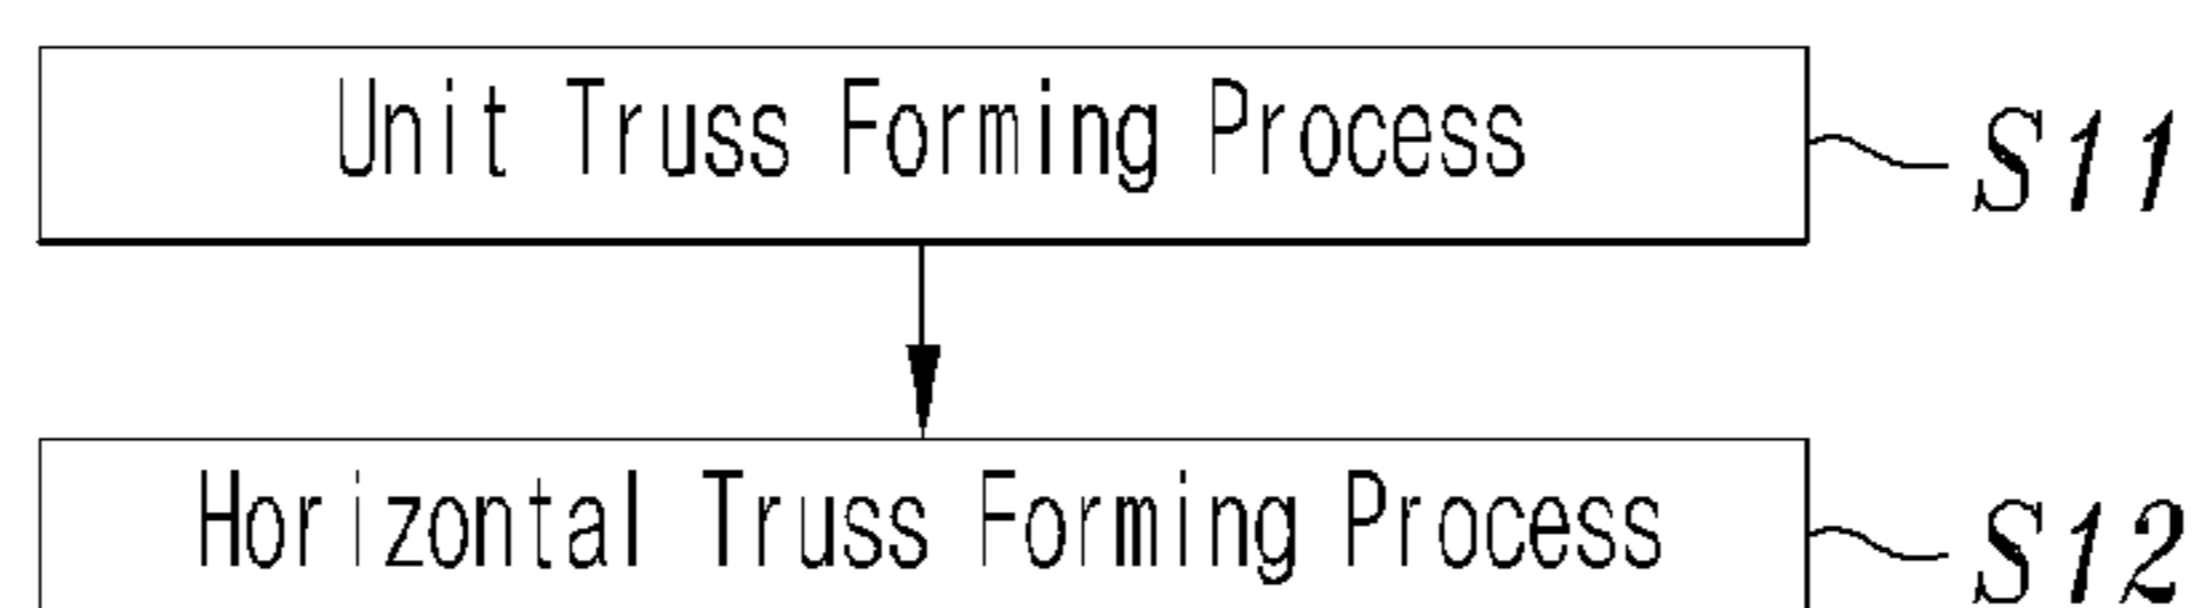 Unit Truss Forming Process S11
Horizontal Truss Forming Process S12